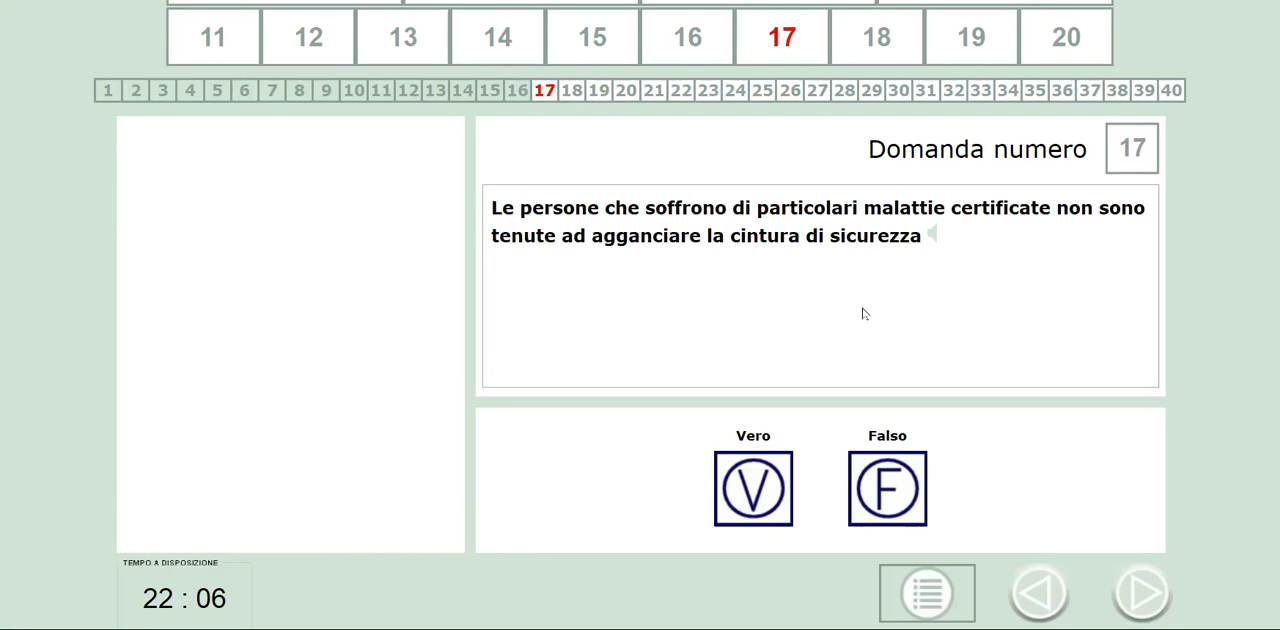 11 12 13 14 15 16 17 18 19 20
1 2 3 4 5 6 7 8 9 10 11 12 13 14 15 16 17 18 19 20 21 22 23 24 25 26 27 28 29 30 31 32 33 34 35 36 37 38 39 40
Domanda numero 17
Le persone che soffrono di particolari malattie certificate non sono
tenute ad agganciare la cintura di sicurezza
Vero Falso
V F
TEMPO A DISPOSIZIONE
22 : 06